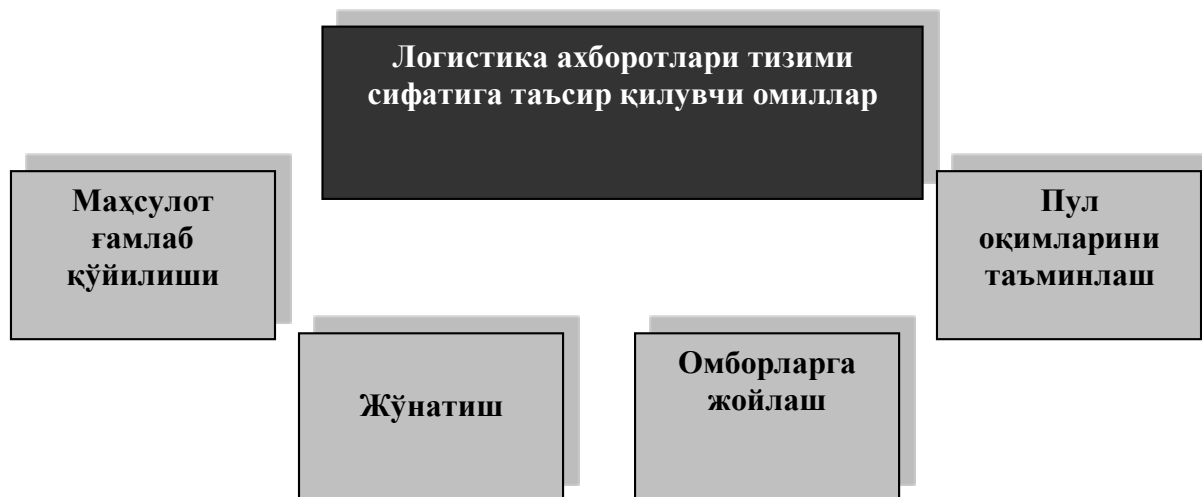 Логистика ахборотлари тизими
сифатига таъсир қилувчи омиллар
Маҳсулот
ғамлаб
қўйилиши
Пул
оқимларини
таъминлаш
Жўнатиш
Омборларга
жойлаш